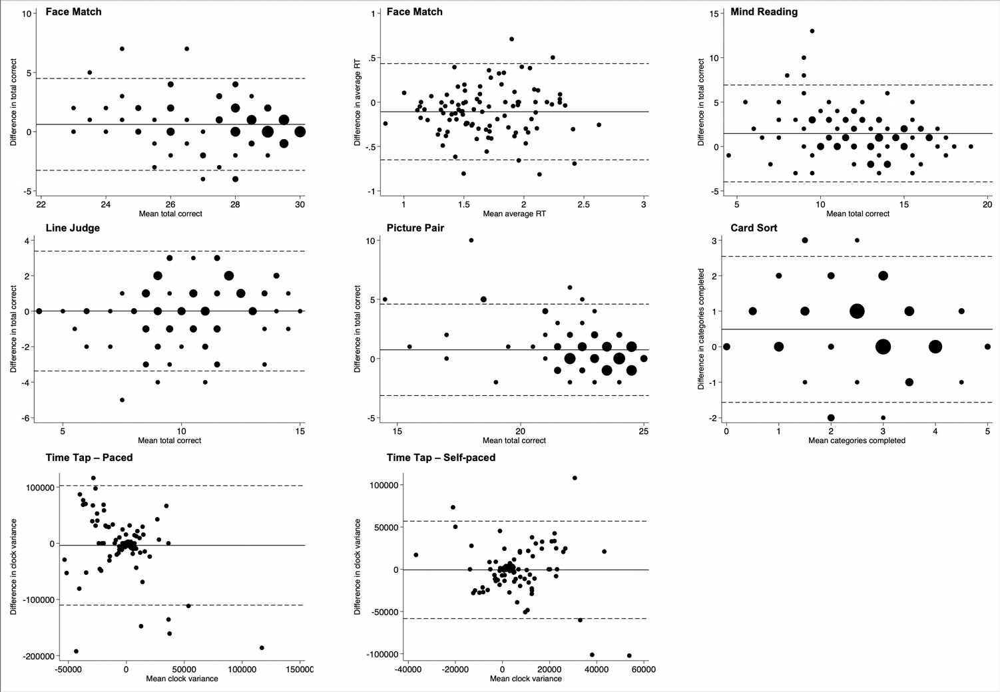 Face Match
10
5
0
-5
Difference in total correct
22 24 26 28 30
Mean total correct
Face Match
1
.5
0
-.5
-1
Difference in average RT
1 1.5 2 2.5 3
Mean average RT
Mind Reading
15
10
5
0
-5
Difference in total correct
5 10 15 20
Mean total correct
Line Judge
4
2
0
-2
-4
-6
Difference in total correct
5 10 15
Mean total correct
Picture Pair
10
5
0
-5
Difference in total correct
15 20 25
Mean total correct
Card Sort
3
2
1
0
-1
-2
Difference in categories completed
0 1 2 3 4 5
Mean categories completed
Time Tap – Paced
100000
0
-100000
-200000
Difference in clock variance
-50000 0 50000 100000 150000
Mean clock variance
Time Tap – Self-paced
100000
50000
0
-50000
-100000
Difference in clock variance
-40000 -20000 0 20000 40000 60000
Mean clock variance